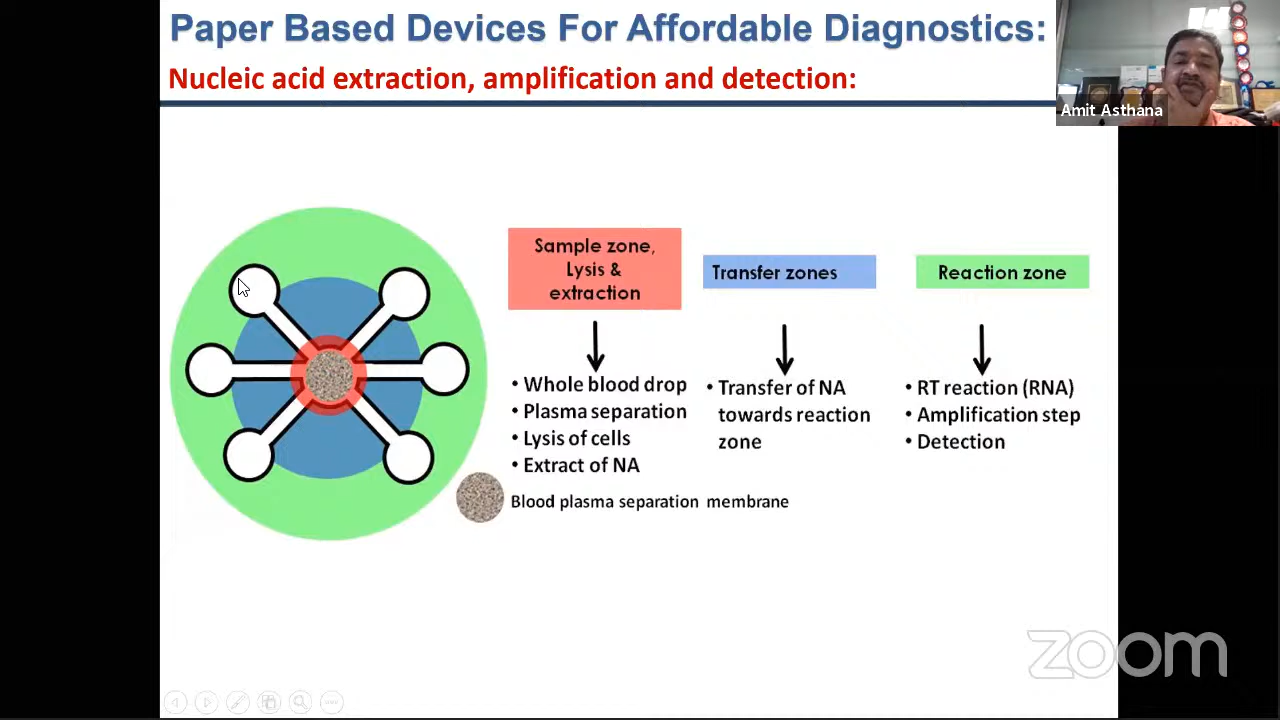 Paper Based Devices For Affordable Diagnostics:
Nucleic acid extraction, amplification and detection:
Amit Asthana
Sample zone,
Lysis &
extraction
Transfer zones
Reaction zone
• Whole blood drop
• Plasma separation
• Lysis of cells
• Extract of NA
• Transfer of NA
towards reaction
zone
• RT reaction (RNA)
• Amplification step
• Detection
Blood plasma separation membrane
zoom